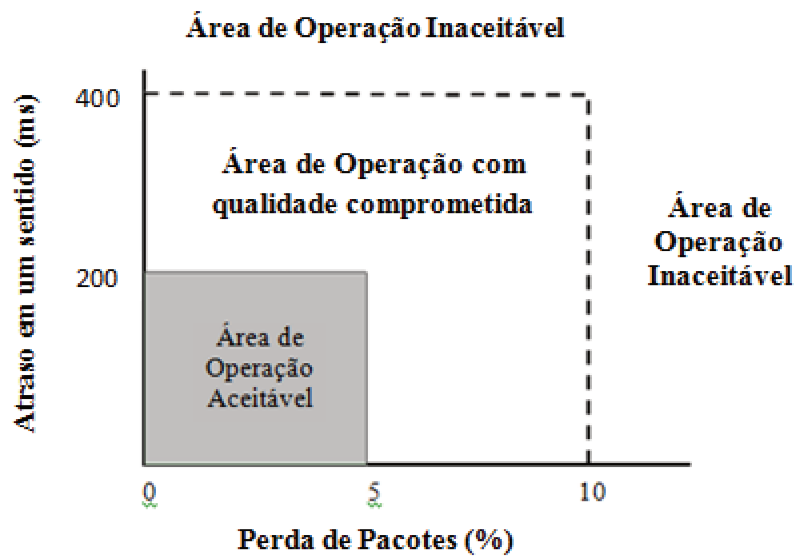 Área de Operação Inaceitável
Atraso em um sentido (ms)
400
Área de Operação com
qualidade comprometida
Área de
Operação
Inaceitável
200
Área de
Operação
Aceitável
0
5
10
Perda de Pacotes (%)